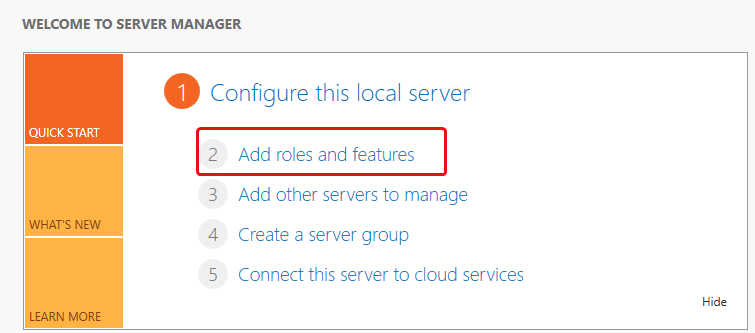 WELCOME TO SERVER MANAGER
QUICK START
WHAT'S NEW
LEARN MORE
1 Configure this local server
2 Add roles and features
3 Add other servers to manage
4 Create a server group
5 Connect this server to cloud services
Hide